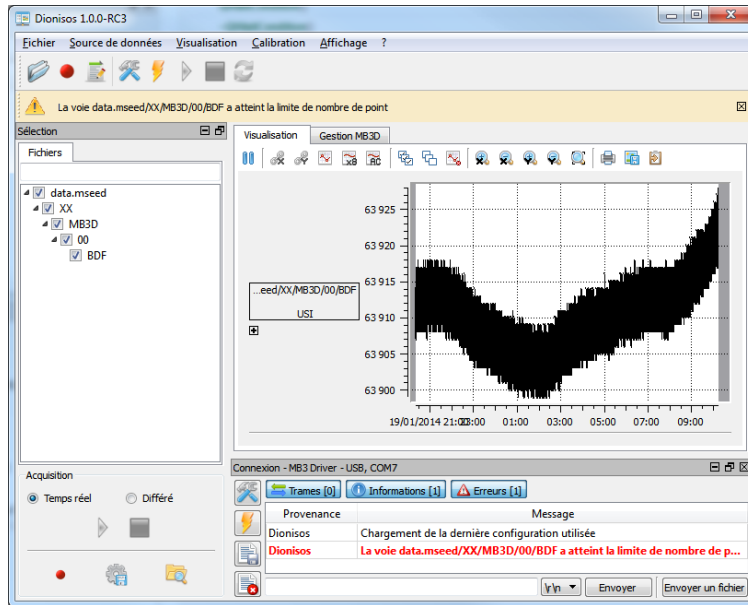 Dionisos 1.0.0-RC3
Fichier Source de données Visualisation Calibration Affichage ?
La voie data.mseed/XX/MB3D/00/BDF a atteint la limite de nombre de point
Sélection
Fichiers
data.mseed
XX
MB3D
00
BDF
Visualisation Gestion MB3D
xB RC
63 925
63 920
63 915
63 910
63 905
63 900
...eed/XX/MB3D/00/BDF
USI
19/01/2014 21:00 23:00 01:00 03:00 05:00 07:00 09:00
Acquisition
Temps réel Différé
Connexion - MB3 Driver - USB, COM7
Trames [0] Informations [1] Erreurs [1]
Provenance Message
Dionisos Chargement de la dernière configuration utilisée
Dionisos La voie data.mseed/XX/MB3D/00/BDF a atteint la limite de nombre de p...
\r\n Envoyer Envoyer un fichier